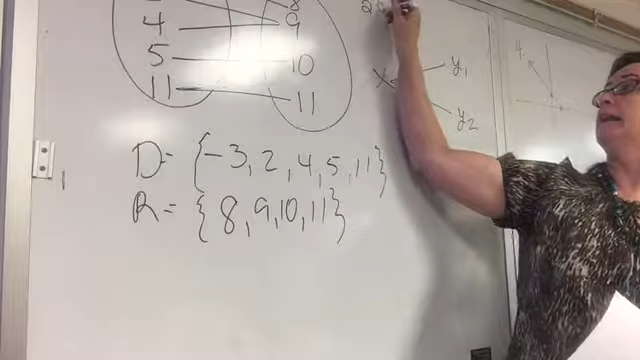 8
2
4 9
5 10
11 11
x y1
y2
4.
D = {-3, 2, 4, 5, 11}
R = {8, 9, 10, 11}